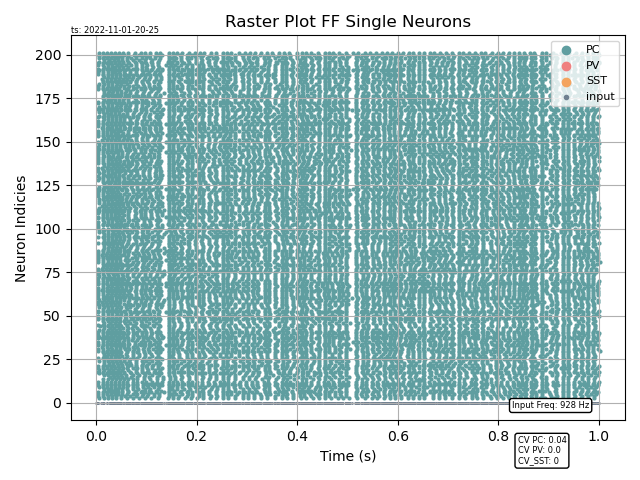 Raster Plot FF Single Neurons
ts: 2022-11-01-20-25
PC
PV
SST
input
200
175
150
125
100
75
50
25
0
Neuron Indicies
Input Freq: 928 Hz
0.0 0.2 0.4 0.6 0.8 1.0
Time (s)
CV PC: 0.04
CV PV: 0.0
CV_SST: 0